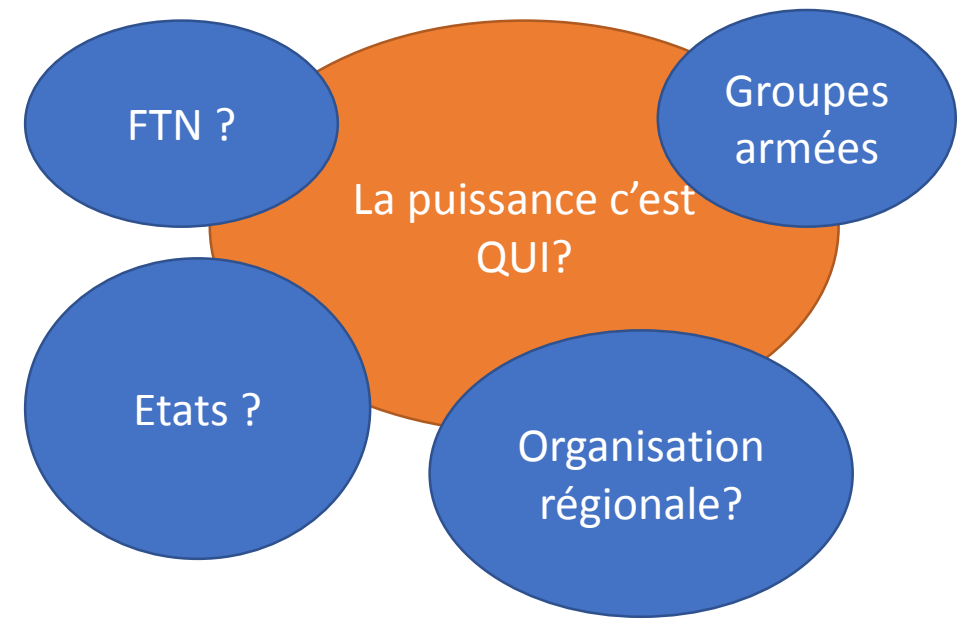 FTN ?
Groupes
armées
La puissance c’est
QUI?
Etats ?
Organisation
régionale?